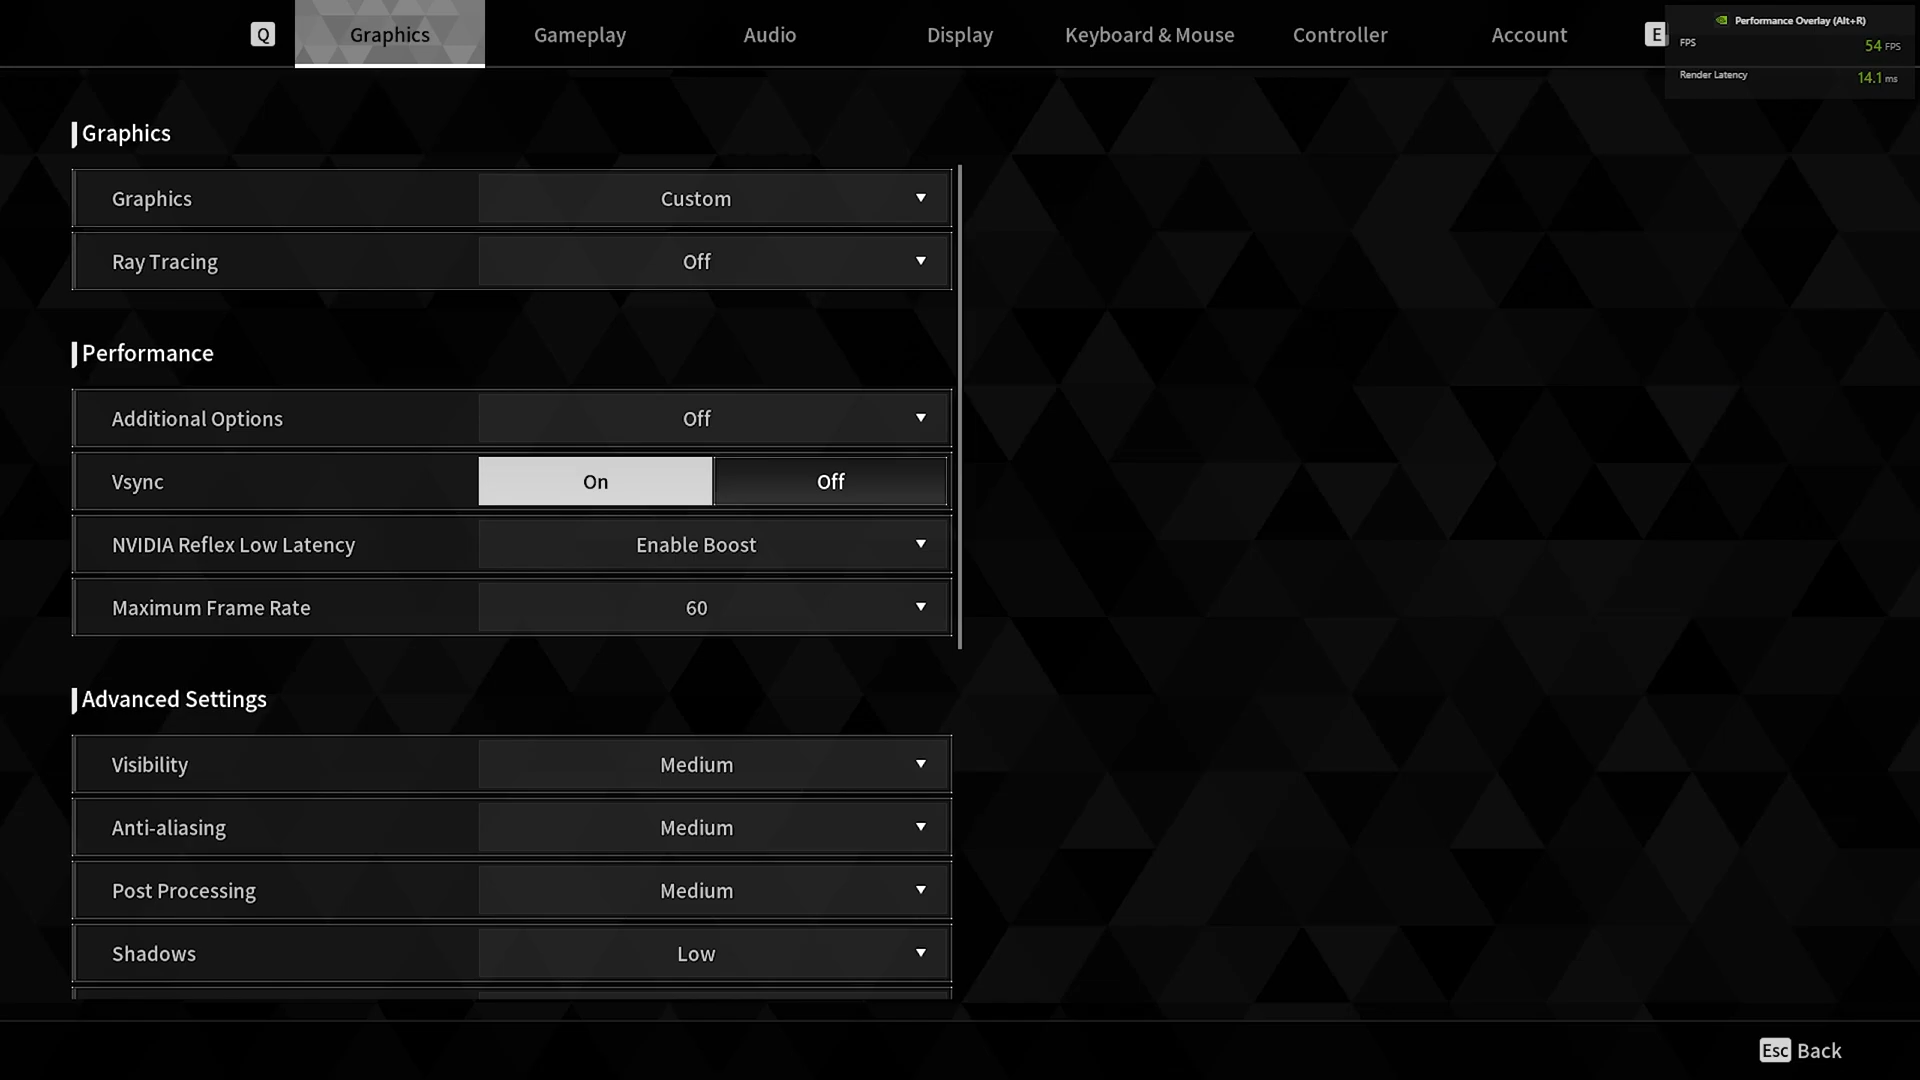 Q
Graphics
Gameplay
Audio
Display
Keyboard & Mouse
Controller
Account
E
Performance Overlay (Alt+R)
FPS 54 FPS
Render Latency 14.1 ms
Graphics
Graphics Custom
Ray Tracing Off
Performance
Additional Options Off
Vsync On Off
NVIDIA Reflex Low Latency Enable Boost
Maximum Frame Rate 60
Advanced Settings
Visibility Medium
Anti-aliasing Medium
Post Processing Medium
Shadows Low
Esc Back